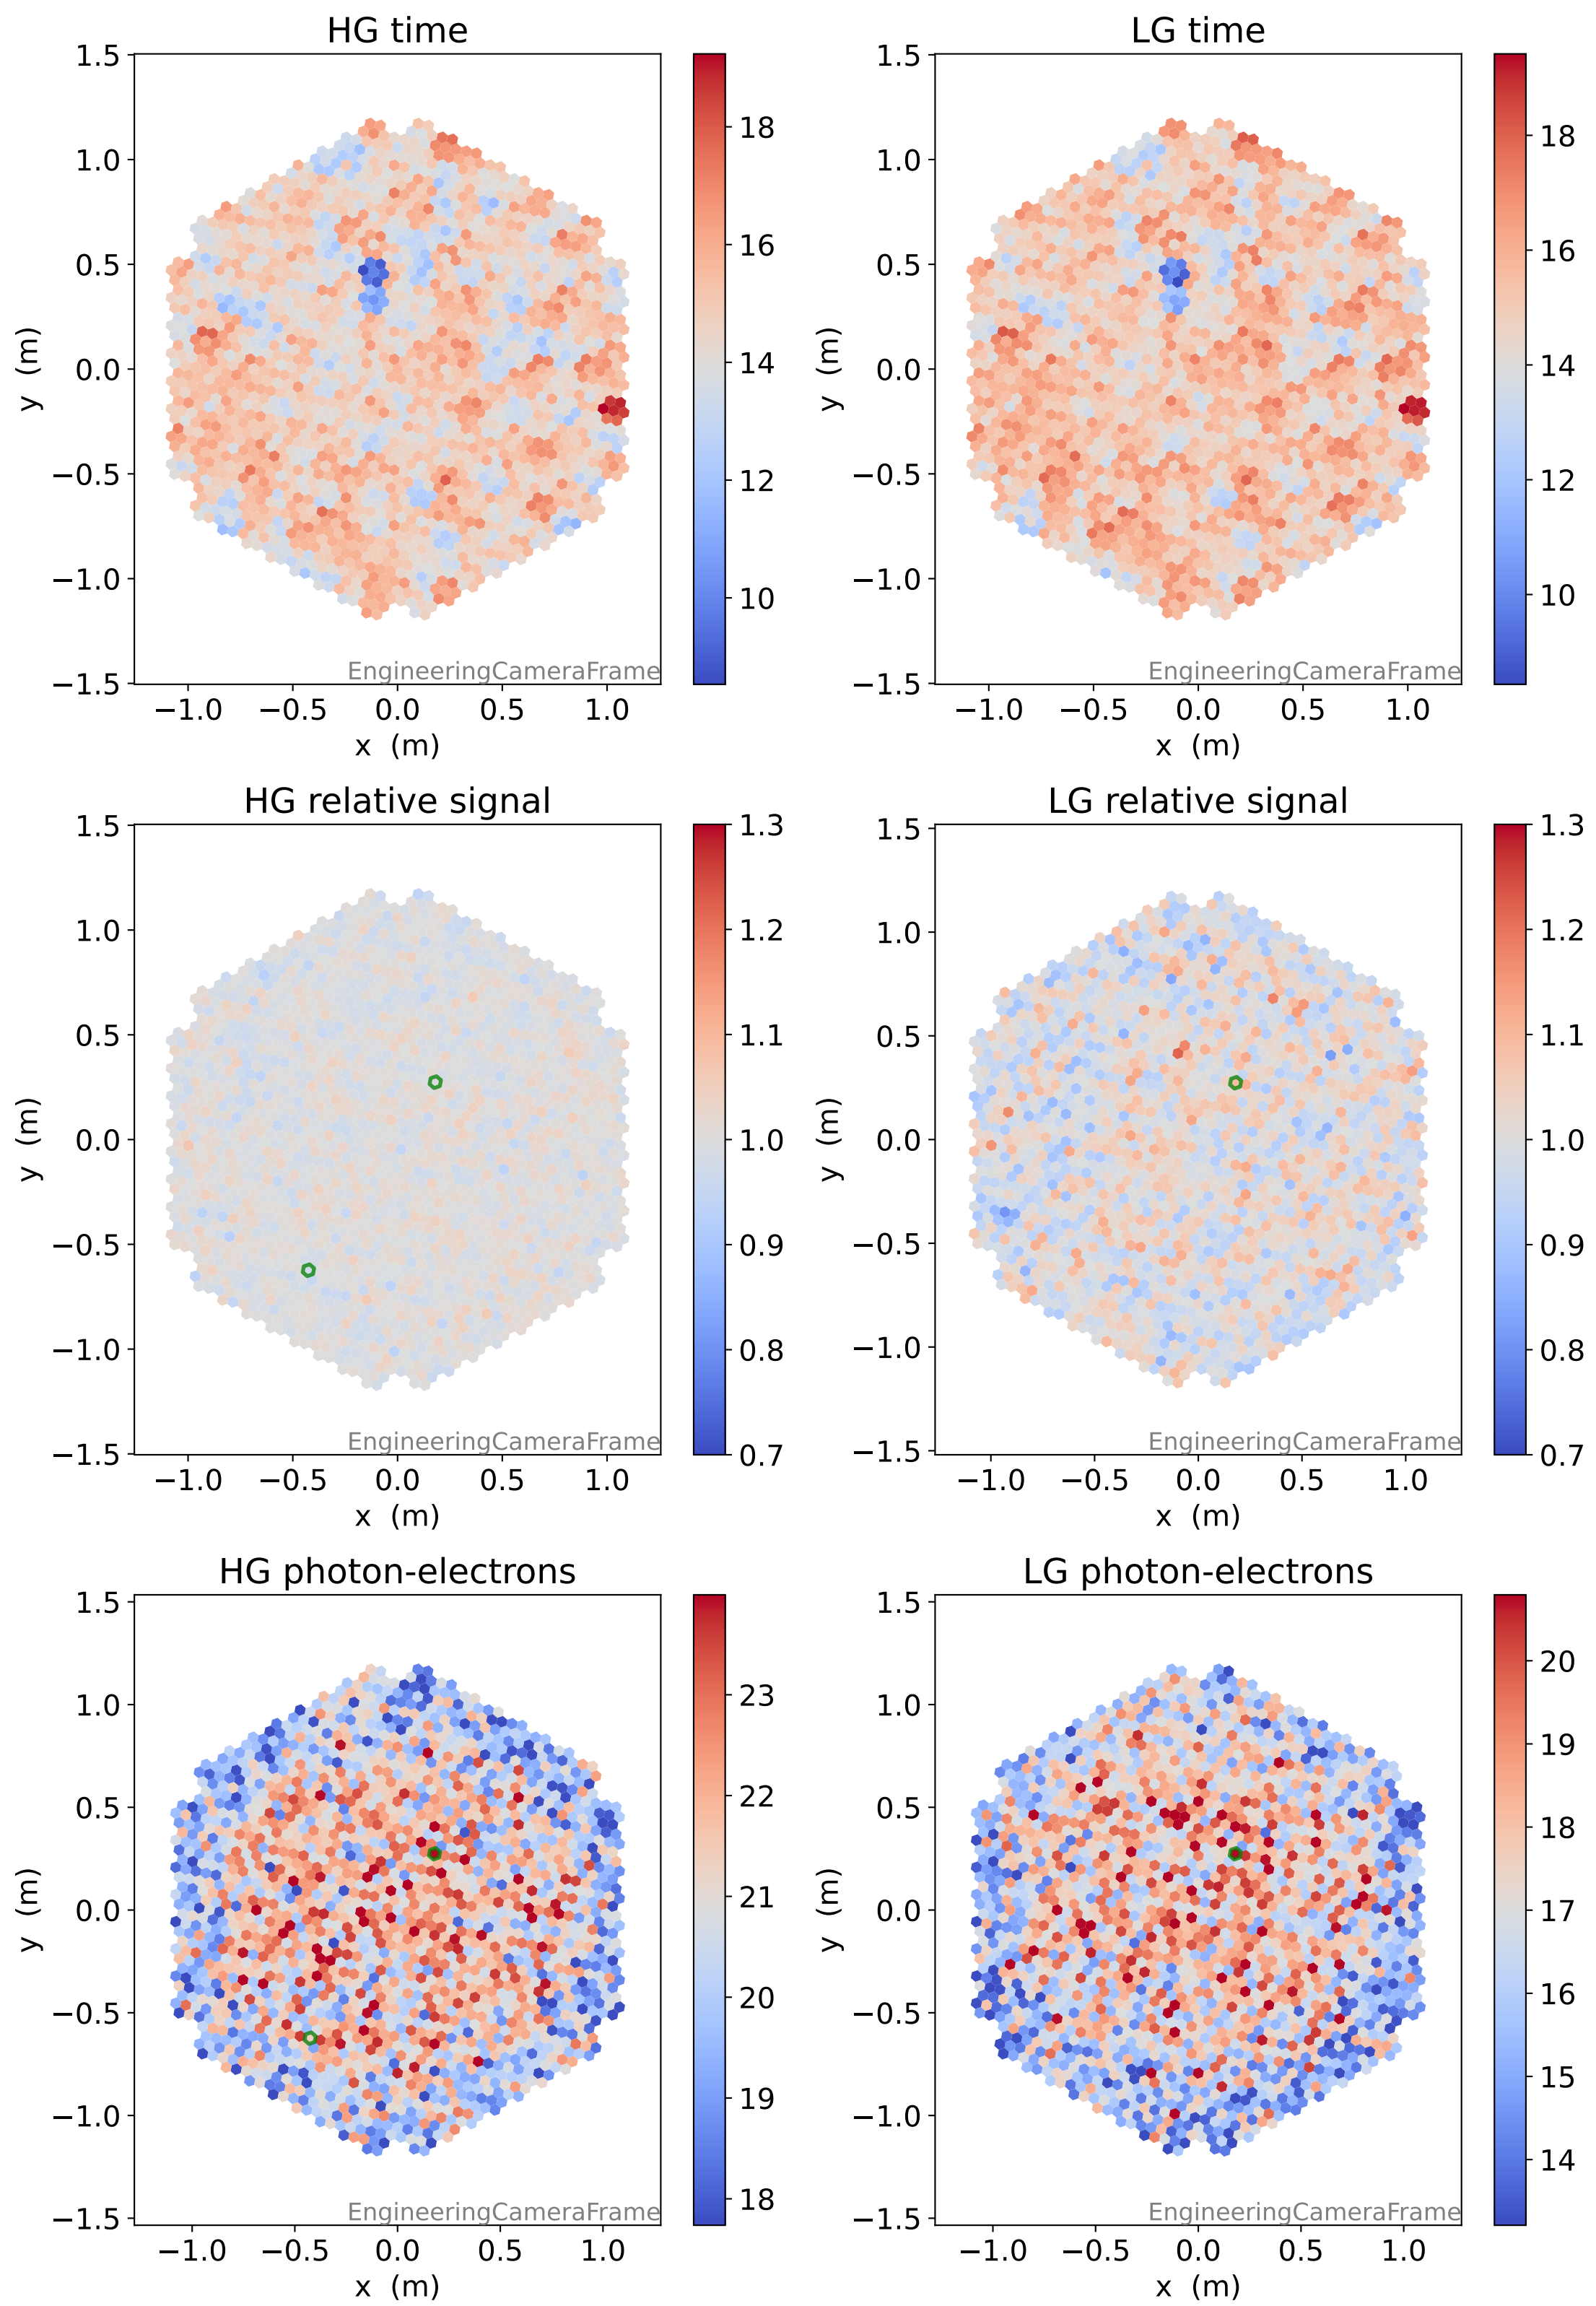 HG time
1.5
1.0
0.5
0.0
−0.5
−1.0
−1.5
y (m)
−1.0 −0.5 0.0 0.5 1.0
x (m)
EngineeringCameraFrame
18
16
14
12
10
LG time
1.5
1.0
0.5
0.0
−0.5
−1.0
−1.5
y (m)
−1.0 −0.5 0.0 0.5 1.0
x (m)
EngineeringCameraFrame
18
16
14
12
10
HG relative signal
1.5
1.0
0.5
0.0
−0.5
−1.0
−1.5
y (m)
−1.0 −0.5 0.0 0.5 1.0
x (m)
EngineeringCameraFrame
1.3
1.2
1.1
1.0
0.9
0.8
0.7
LG relative signal
1.5
1.0
0.5
0.0
−0.5
−1.0
−1.5
y (m)
−1.0 −0.5 0.0 0.5 1.0
x (m)
EngineeringCameraFrame
1.3
1.2
1.1
1.0
0.9
0.8
0.7
HG photon-electrons
1.5
1.0
0.5
0.0
−0.5
−1.0
−1.5
y (m)
−1.0 −0.5 0.0 0.5 1.0
x (m)
EngineeringCameraFrame
23
22
21
20
19
18
LG photon-electrons
1.5
1.0
0.5
0.0
−0.5
−1.0
−1.5
y (m)
−1.0 −0.5 0.0 0.5 1.0
x (m)
EngineeringCameraFrame
20
19
18
17
16
15
14